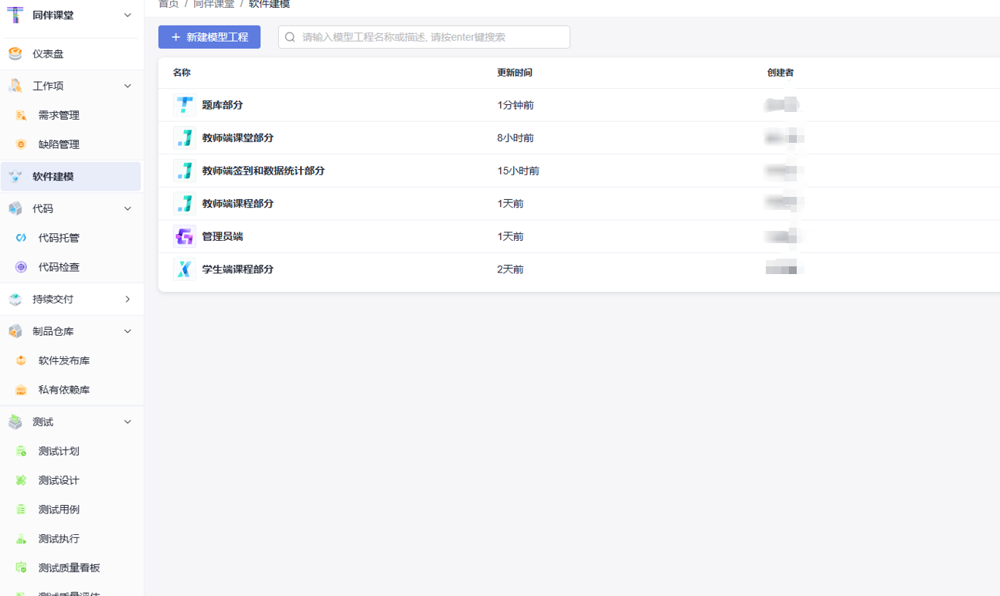 同伴课堂
仪表盘
工作项
需求管理
缺陷管理
软件建模
代码
代码托管
代码检查
持续交付
制品仓库
软件发布库
私有依赖库
测试
测试计划
测试设计
测试用例
测试执行
测试质量看板
测试质量评估
首页 / 同伴课堂 / 软件建模
+ 新建模型工程 请输入模型工程名称或描述, 请按enter键搜索
名称 更新时间 创建者
题库部分 1分钟前
教师端课堂部分 8小时前
教师端签到和数据统计部分 15小时前
教师端课程部分 1天前
管理员端 1天前
学生端课程部分 2天前